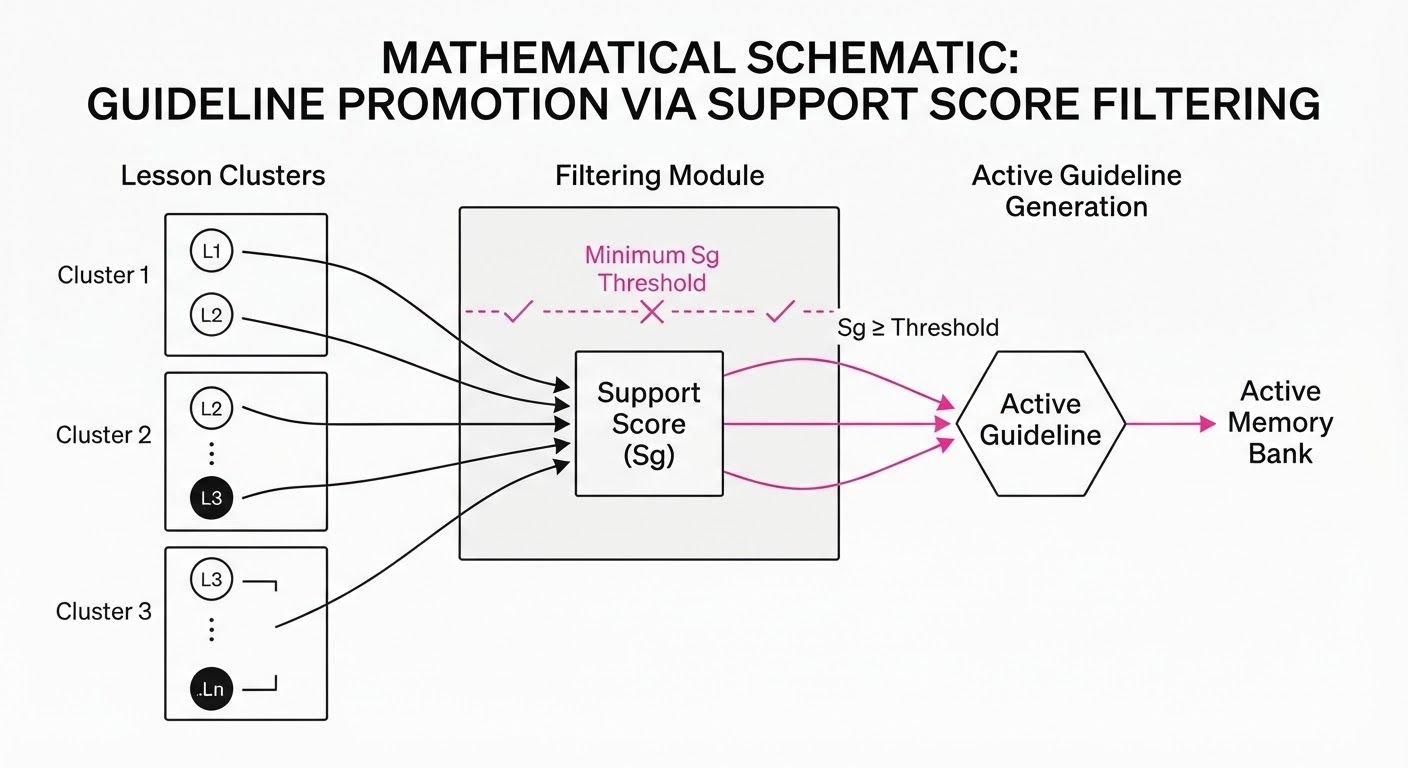 MATHEMATICAL SCHEMATIC:
GUIDELINE PROMOTION VIA SUPPORT SCORE FILTERING
Lesson Clusters
Cluster 1
L1
L2
Cluster 2
L2
L3
Cluster 3
L3
..Ln
Filtering Module
Minimum Sg
Threshold
Support
Score
(Sg)
Sg ≥ Threshold
Active Guideline
Generation
Active
Guideline
Active
Memory
Bank